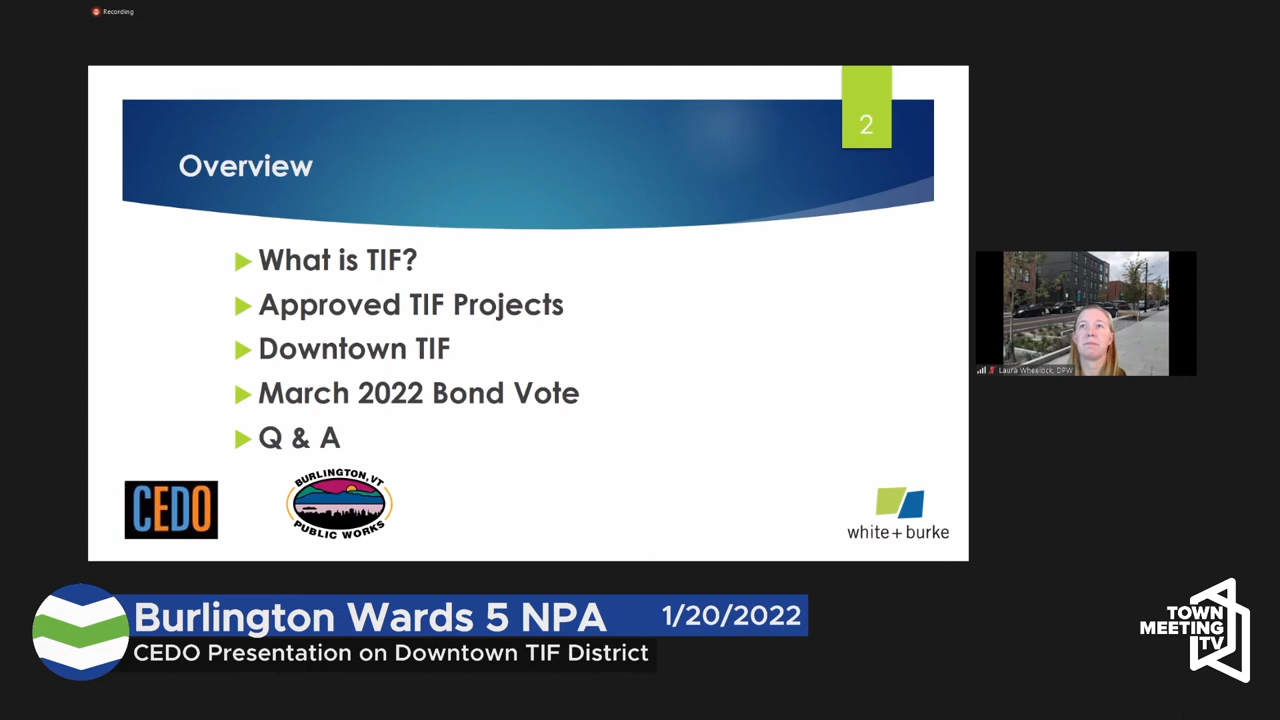 Recording
2
Overview
What is TIF?
Approved TIF Projects
Downtown TIF
March 2022 Bond Vote
Q & A
CEDO
BURLINGTON, VT
PUBLIC WORKS
white + burke
Laura Wheelock, DPW
Burlington Wards 5 NPA 1/20/2022
CEDO Presentation on Downtown TIF District
TOWN
MEETING
TV